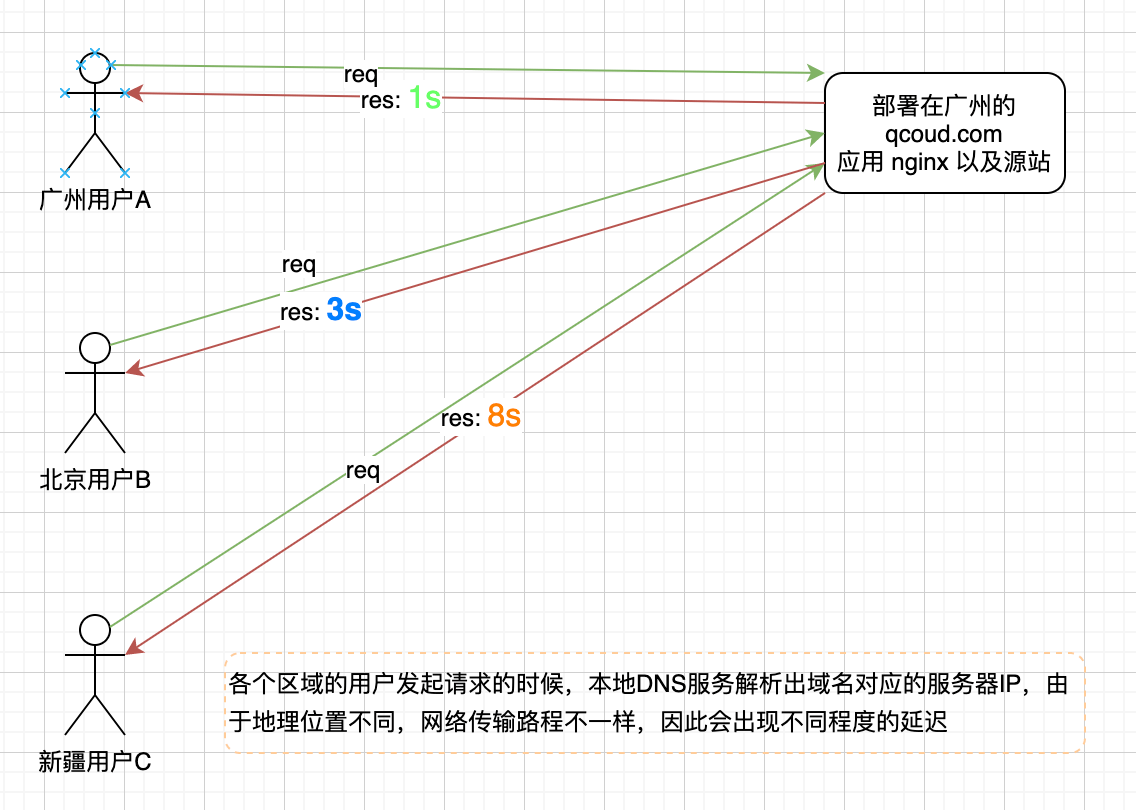 req
res: 1s
部署在广州的
qcoud.com
应用 nginx 以及源站
广州用户A
req
res: 3s
北京用户B
res: 8s
req
各个区域的用户发起请求的时候，本地DNS服务解析出域名对应的服务器IP，由
于地理位置不同，网络传输路程不一样，因此会出现不同程度的延迟
新疆用户C